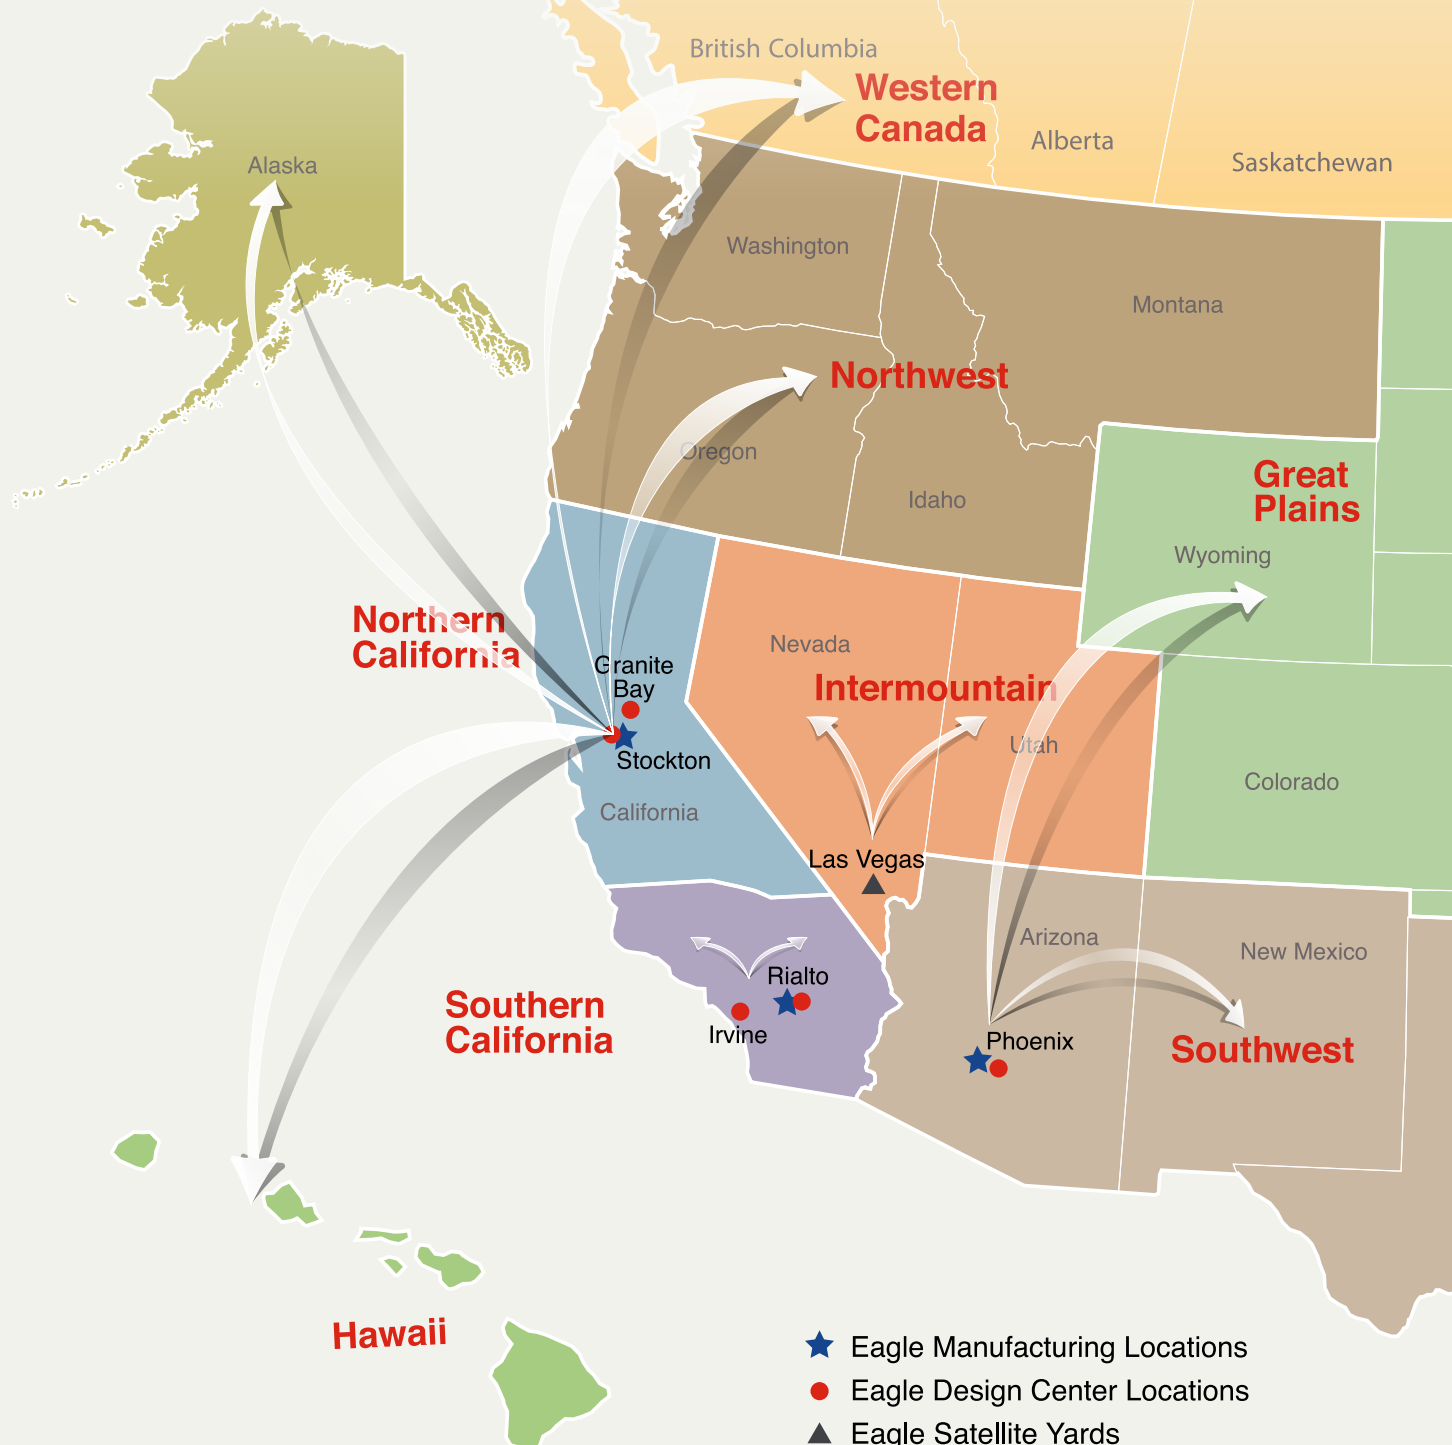 British Columbia
Western
Canada
Alberta
Saskatchewan
Alaska
Washington
Montana
Northwest
Oregon
Idaho
Great
Plains
Wyoming
Northern
California
Granite
Bay
Nevada
Intermountain
Utah
Stockton
California
Colorado
Las Vegas
Arizona
New Mexico
Rialto
Southern
California
Irvine
Phoenix
Southwest
Hawaii
Eagle Manufacturing Locations
Eagle Design Center Locations
Eagle Satellite Yards